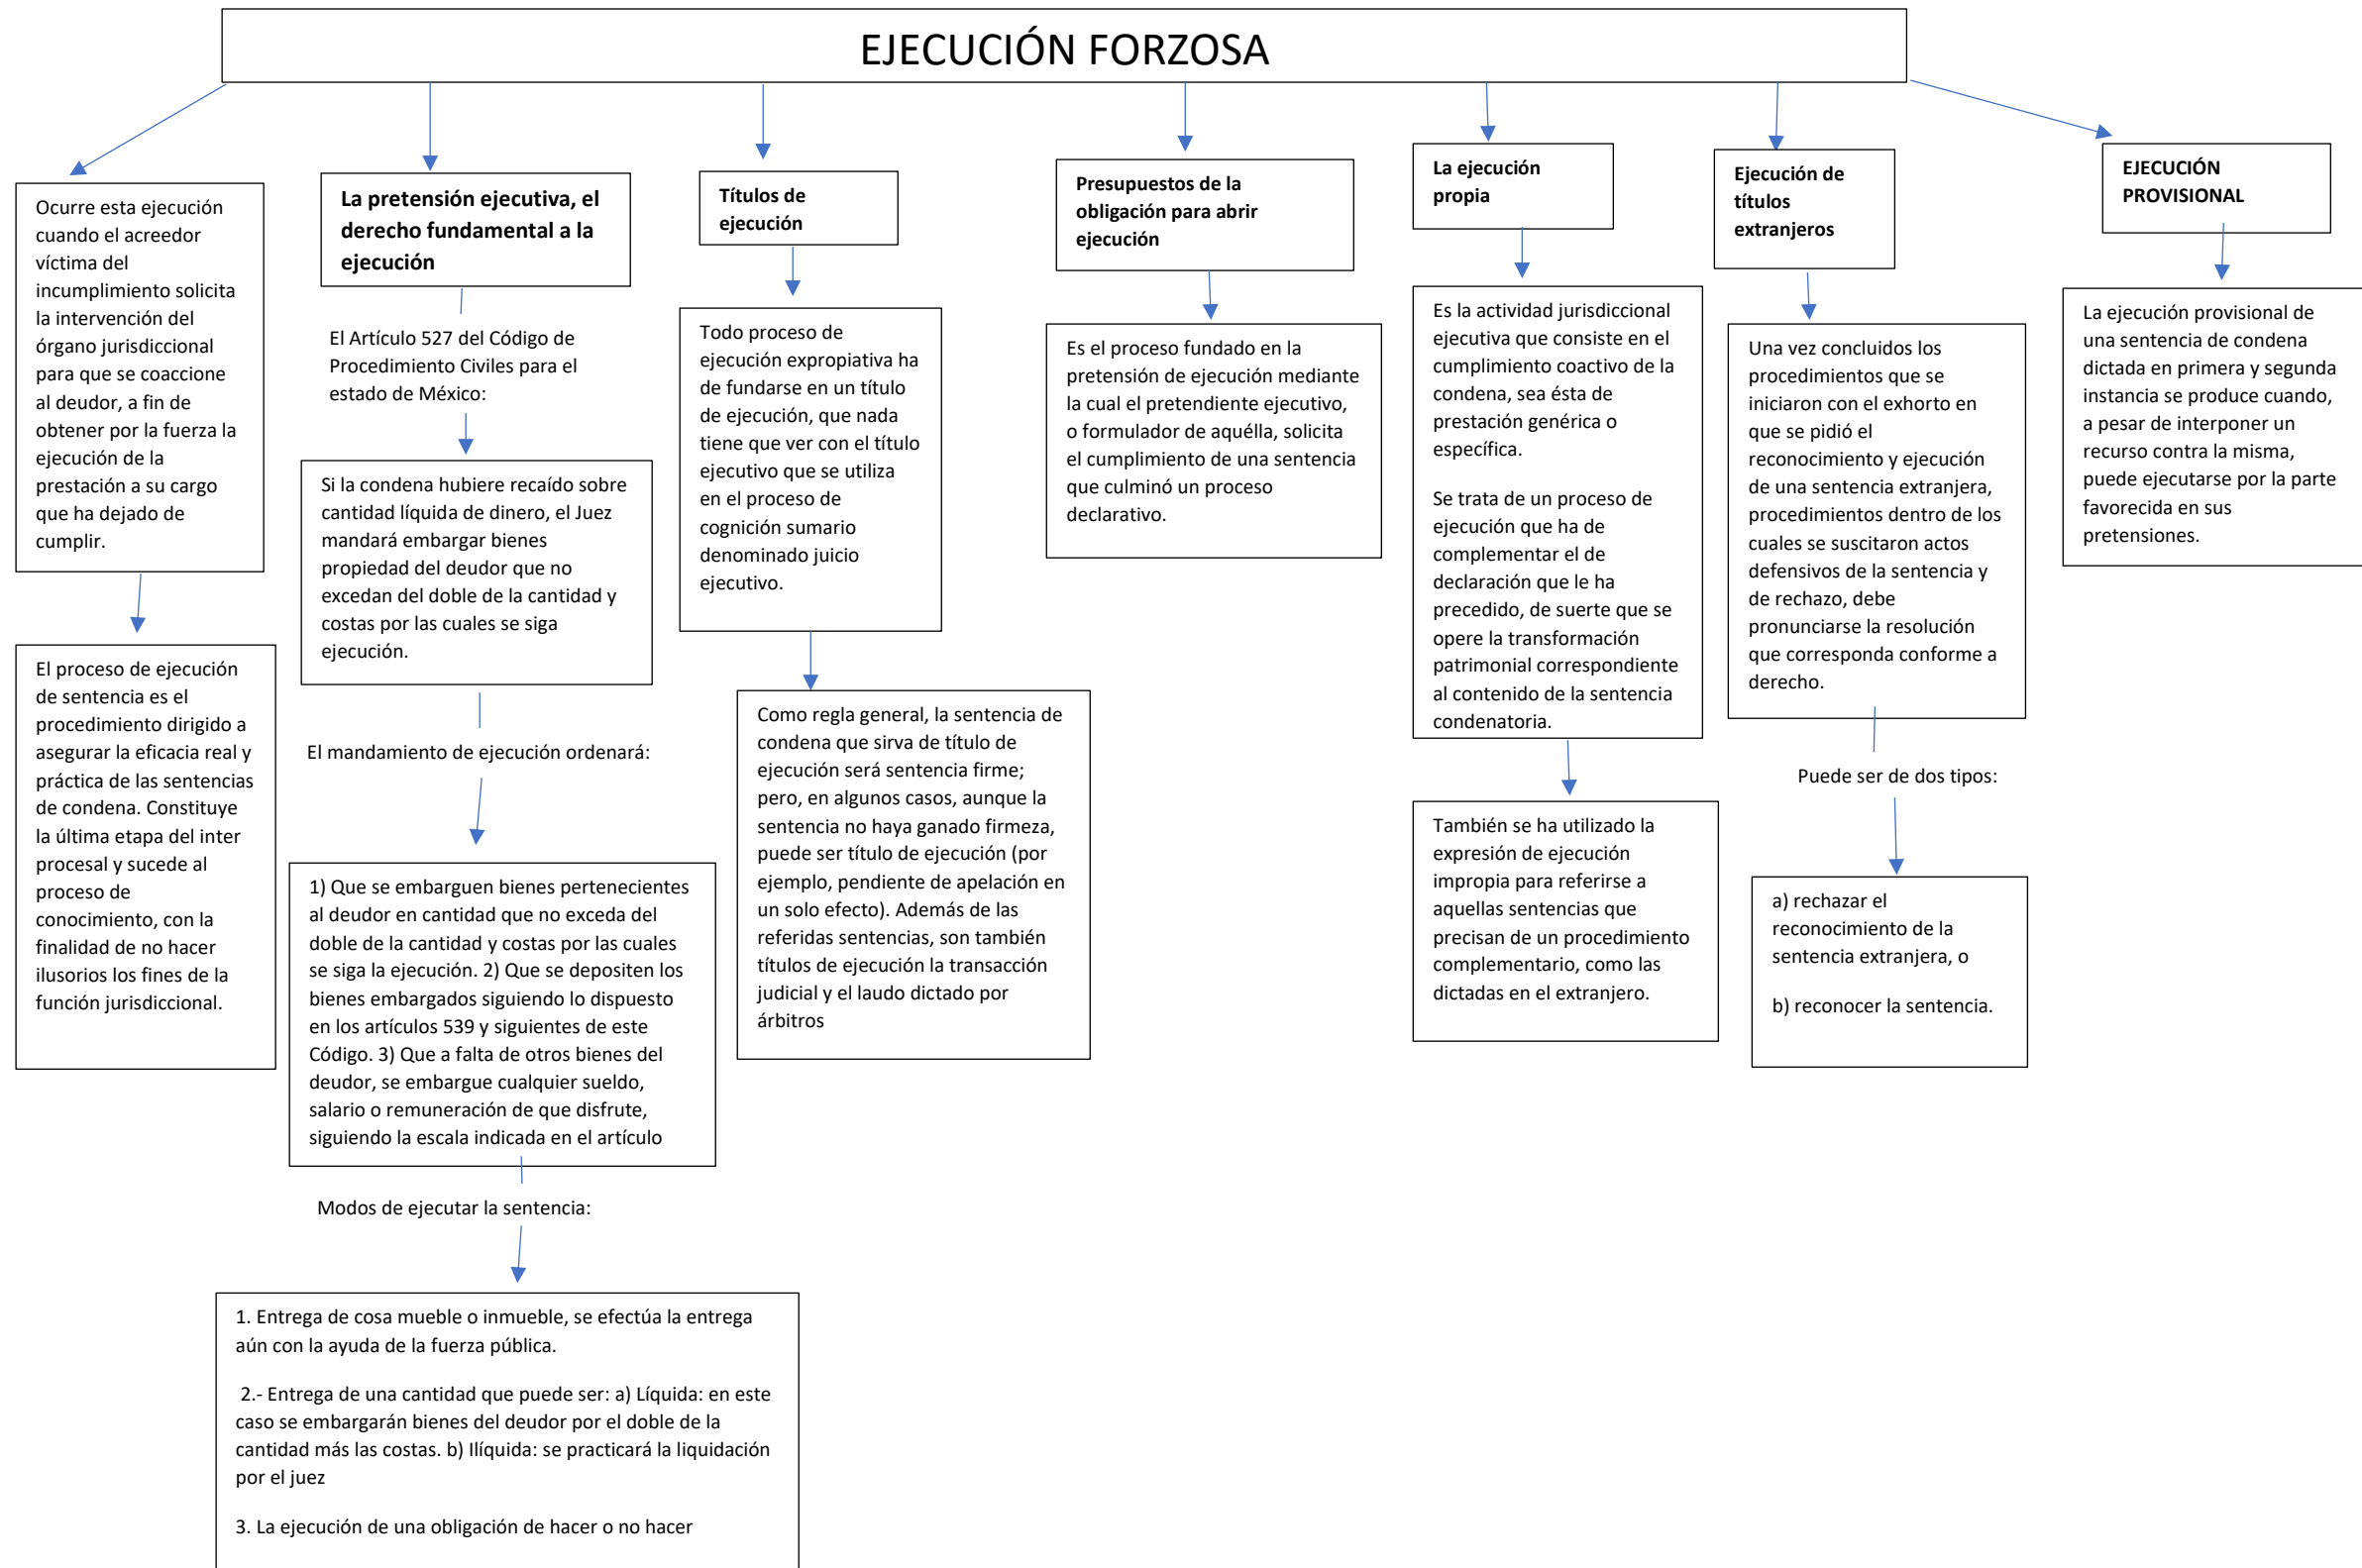 EJECUCIÓN FORZOSA
Ocurre esta ejecución
cuando el acreedor
víctima del
incumplimiento solicita
la intervención del
órgano jurisdiccional
para que se coaccione
al deudor, a fin de
obtener por la fuerza la
ejecución de la
prestación a su cargo
que ha dejado de
cumplir.
El proceso de ejecución
de sentencia es el
procedimiento dirigido a
asegurar la eficacia real y
práctica de las sentencias
de condena. Constituye
la última etapa del inter
procesal y sucede al
proceso de
conocimiento, con la
finalidad de no hacer
ilusorios los fines de la
función jurisdiccional.
La pretensión ejecutiva, el
derecho fundamental a la
ejecución
El Artículo 527 del Código de
Procedimiento Civiles para el
estado de México:
Si la condena hubiere recaído sobre
cantidad líquida de dinero, el Juez
mandará embargar bienes
propiedad del deudor que no
excedan del doble de la cantidad y
costas por las cuales se siga
ejecución.
El mandamiento de ejecución ordenará:
1) Que se embarguen bienes pertenecientes
al deudor en cantidad que no exceda del
doble de la cantidad y costas por las cuales
se siga la ejecución. 2) Que se depositen los
bienes embargados siguiendo lo dispuesto
en los artículos 539 y siguientes de este
Código. 3) Que a falta de otros bienes del
deudor, se embargue cualquier sueldo,
salario o remuneración de que disfrute,
siguiendo la escala indicada en el artículo
Modos de ejecutar la sentencia:
1. Entrega de cosa mueble o inmueble, se efectúa la entrega
aún con la ayuda de la fuerza pública.
2.- Entrega de una cantidad que puede ser: a) Líquida: en este
caso se embargarán bienes del deudor por el doble de la
cantidad más las costas. b) Ilíquida: se practicará la liquidación
por el juez
3. La ejecución de una obligación de hacer o no hacer
Títulos de
ejecución
Todo proceso de
ejecución expropiativa ha
de fundarse en un título
de ejecución, que nada
tiene que ver con el título
ejecutivo que se utiliza
en el proceso de
cognición sumario
denominado juicio
ejecutivo.
Como regla general, la sentencia de
condena que sirva de título de
ejecución será sentencia firme;
pero, en algunos casos, aunque la
sentencia no haya ganado firmeza,
puede ser título de ejecución (por
ejemplo, pendiente de apelación en
un solo efecto). Además de las
referidas sentencias, son también
títulos de ejecución la transacción
judicial y el laudo dictado por
árbitros
Presupuestos de la
obligación para abrir
ejecución
Es el proceso fundado en la
pretensión de ejecución mediante
la cual el pretendiente ejecutivo,
o formulador de aquélla, solicita
el cumplimiento de una sentencia
que culminó un proceso
declarativo.
La ejecución
propia
Es la actividad jurisdiccional
ejecutiva que consiste en el
cumplimiento coactivo de la
condena, sea ésta de
prestación genérica o
específica.
Se trata de un proceso de
ejecución que ha de
complementar el de
declaración que le ha
precedido, de suerte que se
opere la transformación
patrimonial correspondiente
al contenido de la sentencia
condenatoria.
También se ha utilizado la
expresión de ejecución
impropia para referirse a
aquellas sentencias que
precisan de un procedimiento
complementario, como las
dictadas en el extranjero.
Ejecución de
títulos
extranjeros
Una vez concluidos los
procedimientos que se
iniciaron con el exhorto en
que se pidió el
reconocimiento y ejecución
de una sentencia extranjera,
procedimientos dentro de los
cuales se suscitaron actos
defensivos de la sentencia y
de rechazo, debe
pronunciarse la resolución
que corresponda conforme a
derecho.
Puede ser de dos tipos:
a) rechazar el
reconocimiento de la
sentencia extranjera, o
b) reconocer la sentencia.
EJECUCIÓN
PROVISIONAL
La ejecución provisional de
una sentencia de condena
dictada en primera y segunda
instancia se produce cuando,
a pesar de interponer un
recurso contra la misma,
puede ejecutarse por la parte
favorecida en sus
pretensiones.